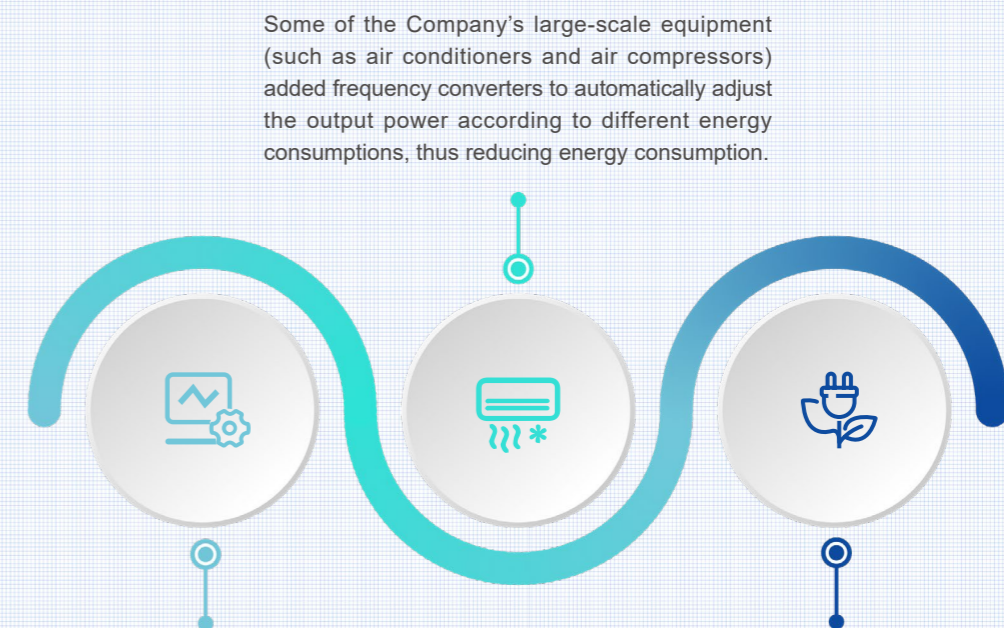 Some of the Company’s large-scale equipment
(such as air conditioners and air compressors)
added frequency converters to automatically adjust
the output power according to different energy
consumptions, thus reducing energy consumption.